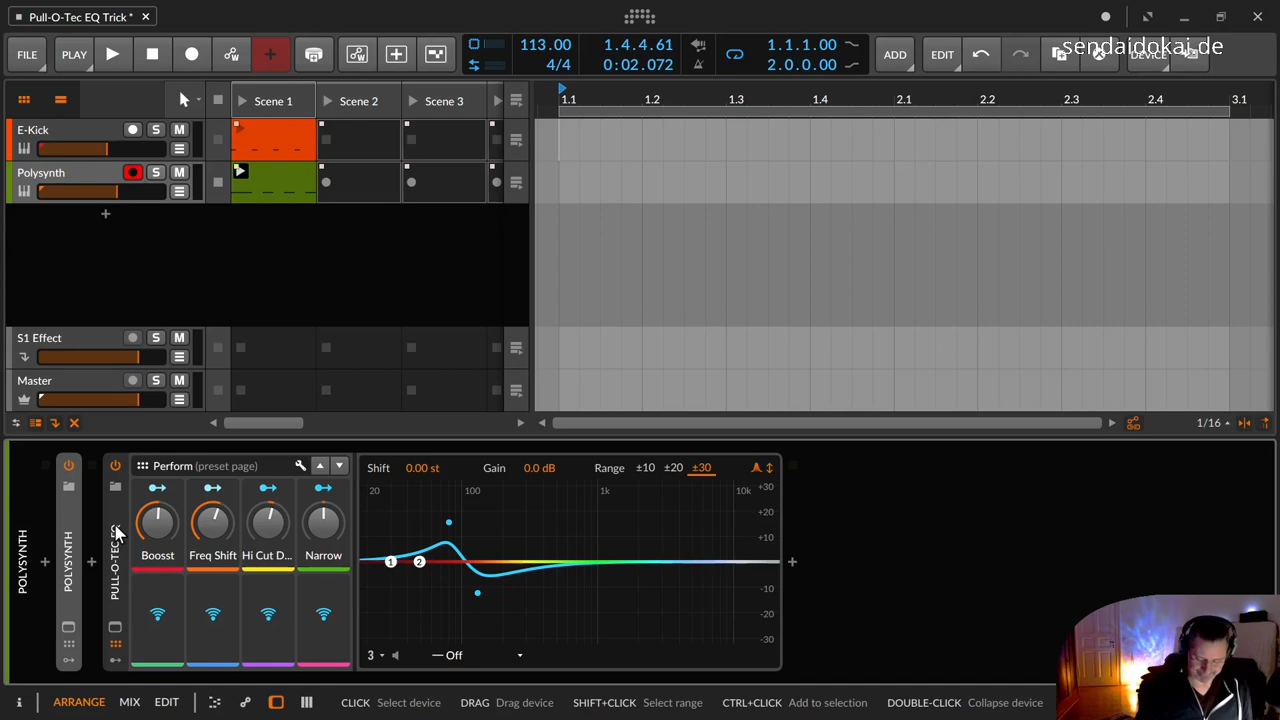 Pull-O-Tec EQ Trick *
sendaidokai.de
FILE
PLAY
113.00
4/4
1.4.4.61
0:02.072
1.1.1.00
2.0.0.00
ADD
EDIT
DEVICE
Scene 1
Scene 2
Scene 3
1.1
1.2
1.3
1.4
2.1
2.2
2.3
2.4
3.1
E-Kick
S
M
Polysynth
S
M
+
S1 Effect
S
M
Master
S
M
1/16
POLYSYNTH
POLYSYNTH
PULL-O-TEC EQ
Perform (preset page)
Boosst
Freq Shift
Hi Cut D...
Narrow
Shift 0.00 st
Gain 0.0 dB
Range ±10 ±20 ±30
20
100
1k
10k
+30
+20
+10
-10
-20
-30
1
2
3
Off
i
ARRANGE
MIX
EDIT
CLICK Select device
DRAG Drag device
SHIFT+CLICK Select range
CTRL+CLICK Add to selection
DOUBLE-CLICK Collapse device